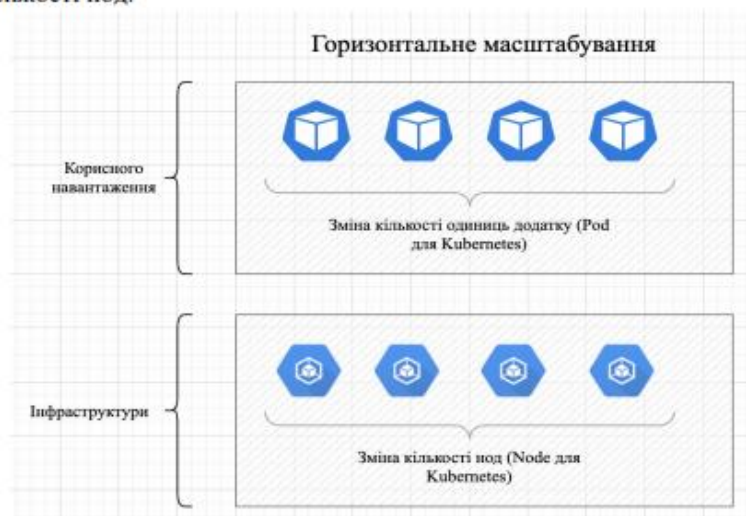 Горизонтальне масштабування
Корисного
навантаження
Зміна кількості одиниць додатку (Pod
для Kubernetes)
Інфраструктури
Зміна кількості нод (Node для
Kubernetes)